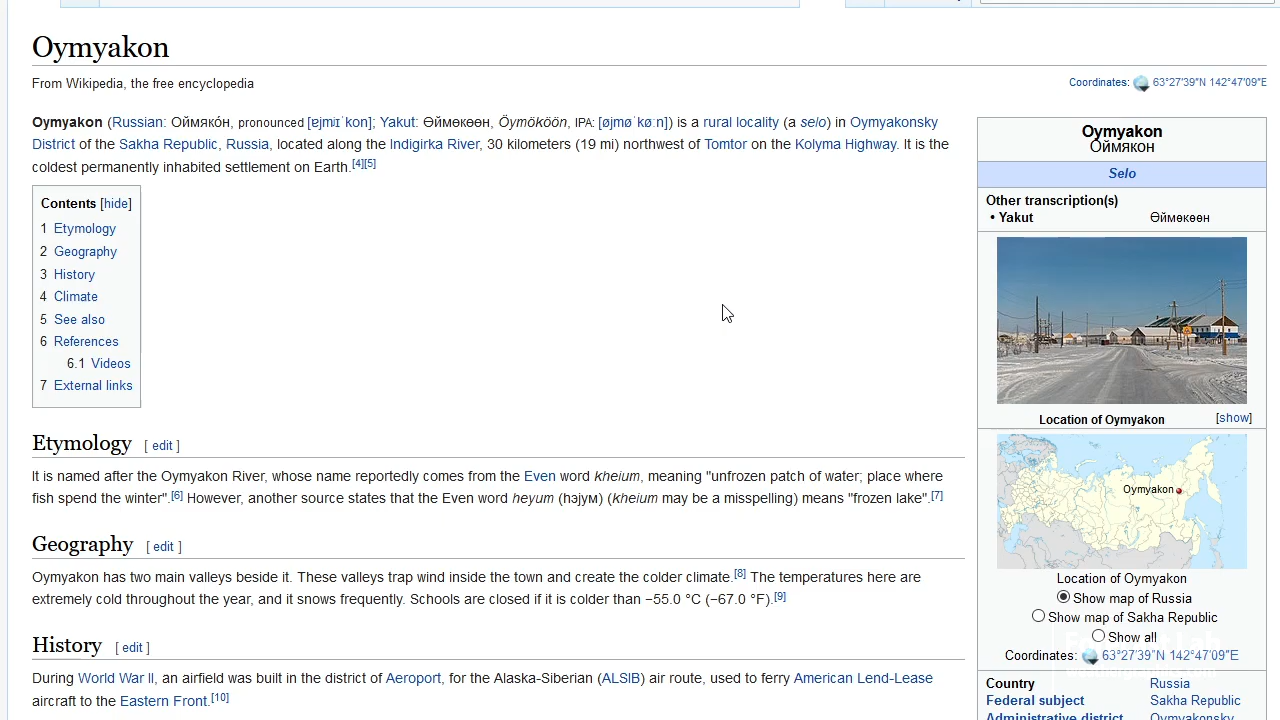 Oymyakon
From Wikipedia, the free encyclopedia
Coordinates: 63°27′39″N 142°47′09″E
Oymyakon (Russian: Оймяко́н, pronounced [ɐjmʲɪˈkon]; Yakut: Өймөкөөн, Öymököön, IPA: [øjmøˈkøːn]) is a rural locality (a selo) in Oymyakonsky
District of the Sakha Republic, Russia, located along the Indigirka River, 30 kilometers (19 mi) northwest of Tomtor on the Kolyma Highway. It is the
coldest permanently inhabited settlement on Earth.[4][5]
Contents [hide]
1 Etymology
2 Geography
3 History
4 Climate
5 See also
6 References
6.1 Videos
7 External links
Etymology [ edit ]
It is named after the Oymyakon River, whose name reportedly comes from the Even word kheium, meaning "unfrozen patch of water; place where
fish spend the winter".[6] However, another source states that the Even word heyum (һэјум) (kheium may be a misspelling) means "frozen lake".[7]
Geography [ edit ]
Oymyakon has two main valleys beside it. These valleys trap wind inside the town and create the colder climate.[8] The temperatures here are
extremely cold throughout the year, and it snows frequently. Schools are closed if it is colder than −55.0 °C (−67.0 °F).[9]
History [ edit ]
During World War II, an airfield was built in the district of Aeroport, for the Alaska-Siberian (ALSIB) air route, used to ferry American Lend-Lease
aircraft to the Eastern Front.[10]
Oymyakon
Оймякон
Selo
Other transcription(s)
• Yakut Өймөкөөн
Location of Oymyakon [show]
Oymyakon
Location of Oymyakon
Show map of Russia
Show map of Sakha Republic
Show all
Coordinates: 63°27′39″N 142°47′09″E
Country Russia
Federal subject Sakha Republic
Administrative district Oymyakonsky